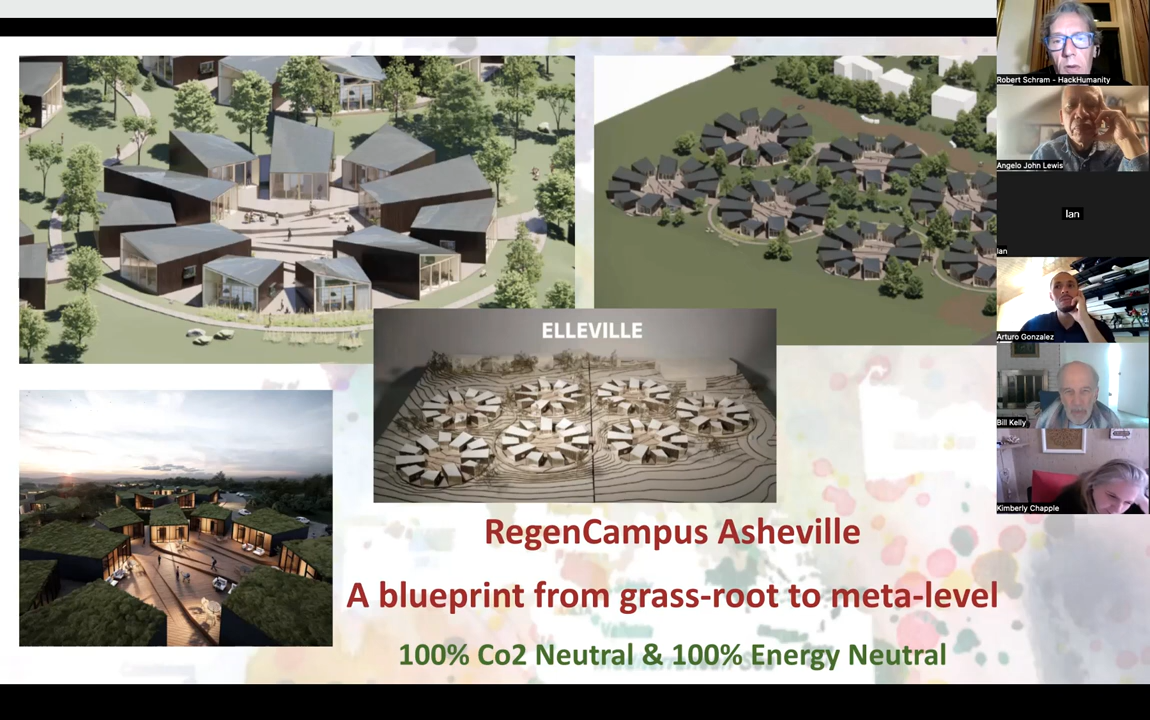 ELLEVILLE
RegenCampus Asheville
A blueprint from grass-root to meta-level
100% Co2 Neutral & 100% Energy Neutral
Robert Schram - HackHumanity
Angelo John Lewis
Ian
Ian
Arturo Gonzalez
Bill Kelly
Kimberly Chapple